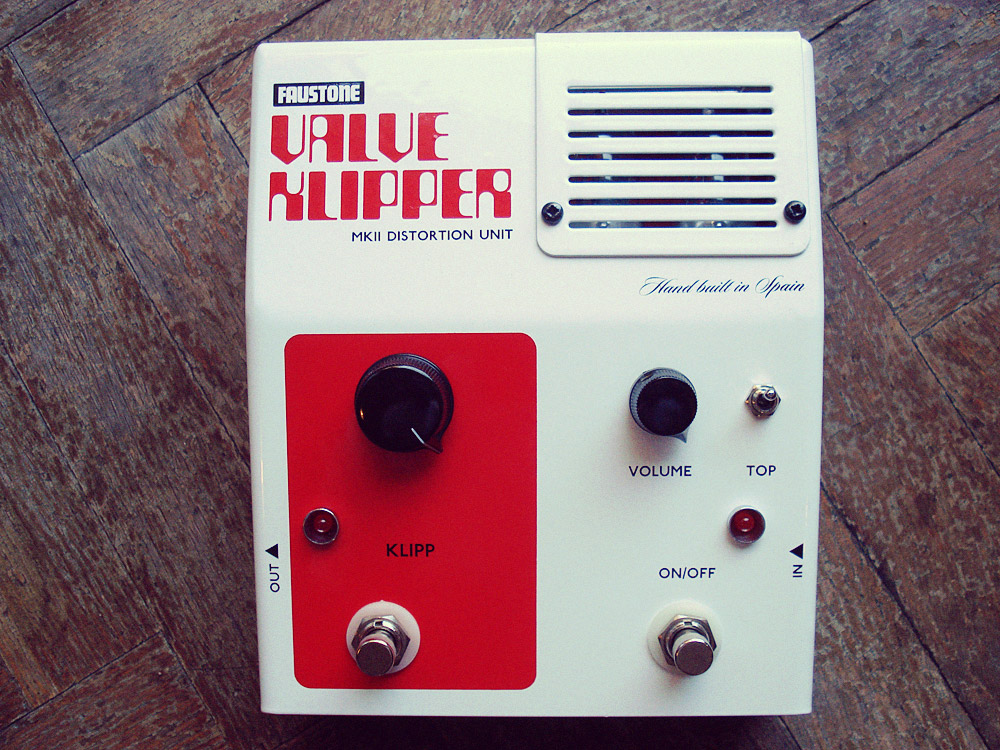 FAUSTONE
VALVE
KLIPPER
MKII DISTORTION UNIT
Hand built in Spain
VOLUME
TOP
KLIPP
OUT
IN
ON/OFF